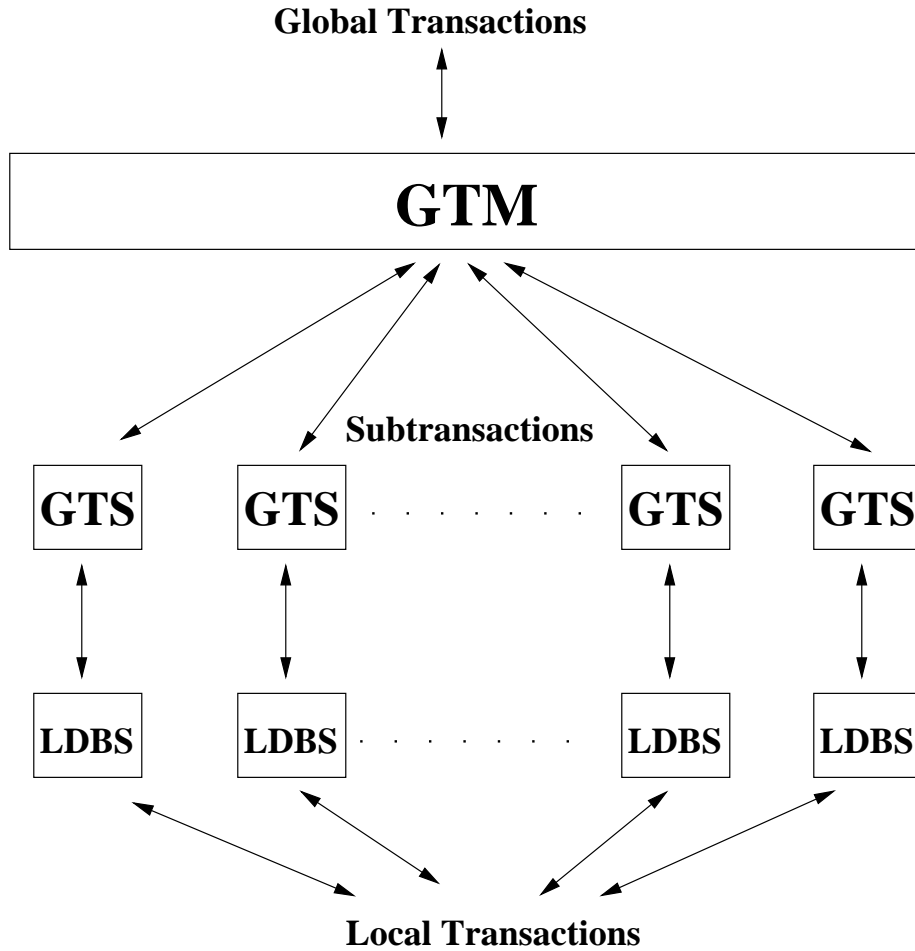 Global Transactions
GTM
Subtransactions
GTS GTS . . . . . . . GTS GTS
LDBS LDBS . . . . . . . LDBS LDBS
Local Transactions